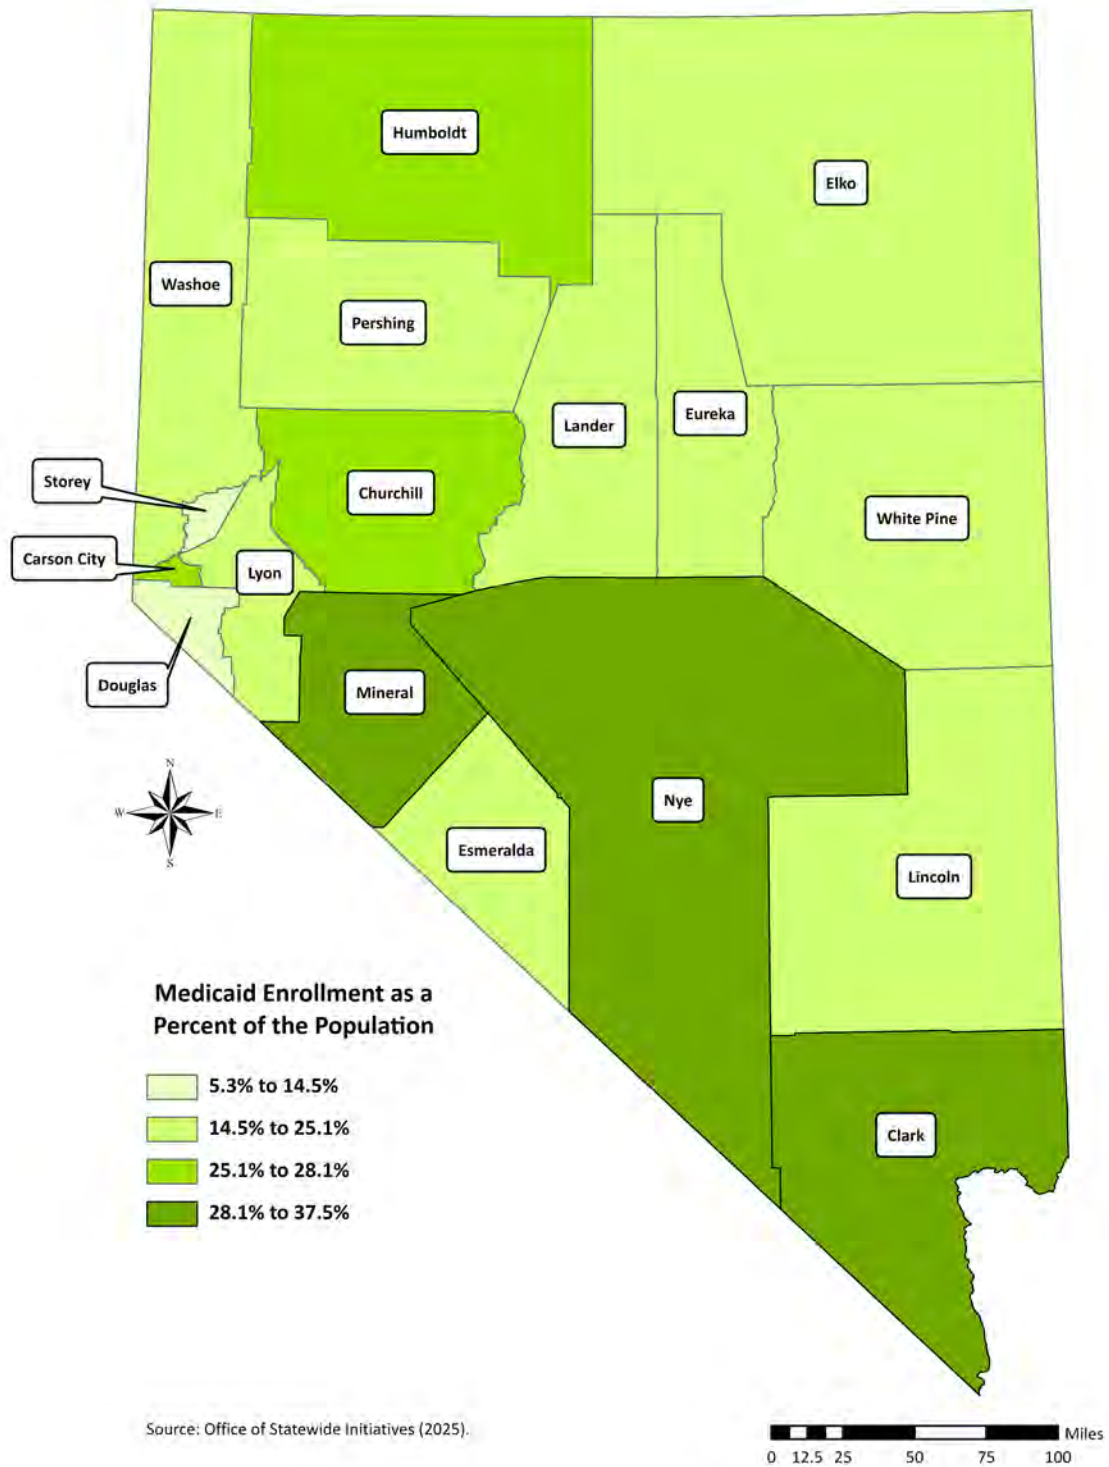 Humboldt
Elko
Washoe
Pershing
Eureka
Lander
Storey
Churchill
White Pine
Carson City
Lyon
Douglas
Mineral
N
W
E
S
Nye
Esmeralda
Lincoln
Medicaid Enrollment as a
Percent of the Population
5.3% to 14.5%
14.5% to 25.1%
25.1% to 28.1%
28.1% to 37.5%
Clark
Source: Office of Statewide Initiatives (2025).
Miles
0 12.5 25 50 75 100